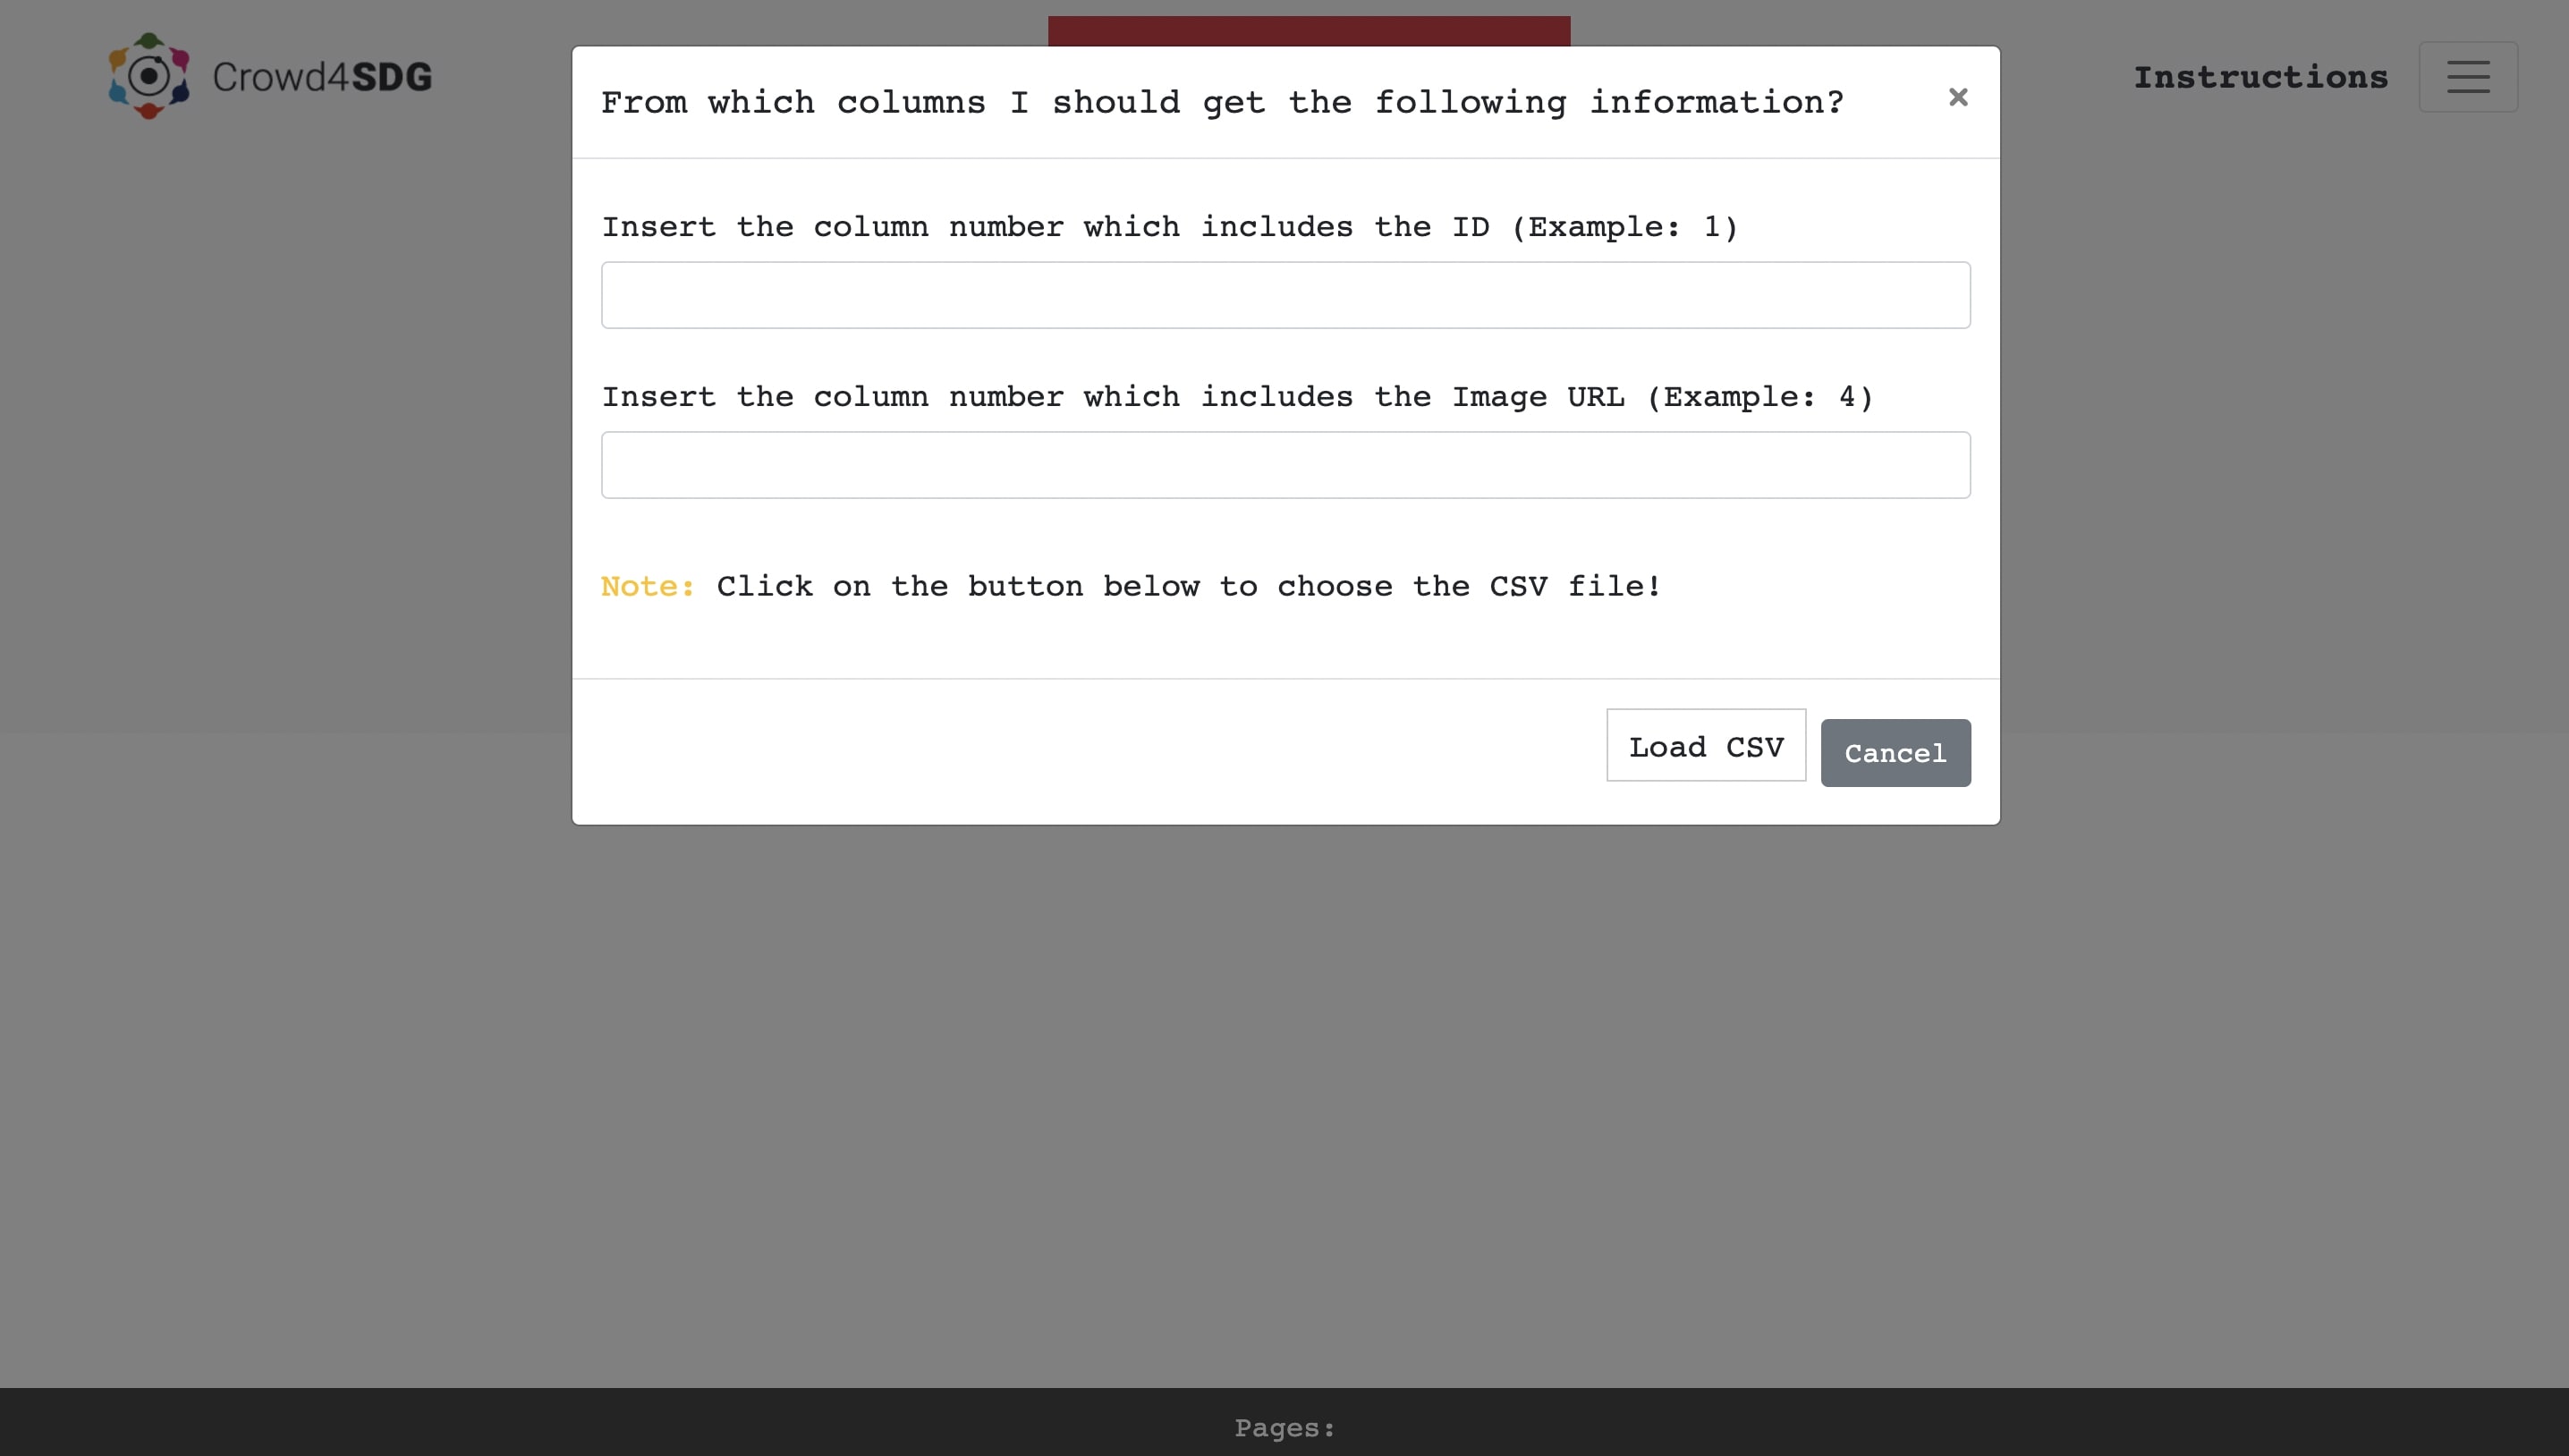 Crowd4SDG
Instructions
From which columns I should get the following information?
×
Insert the column number which includes the ID (Example: 1)
Insert the column number which includes the Image URL (Example: 4)
Note: Click on the button below to choose the CSV file!
Load CSV
Cancel
Pages: